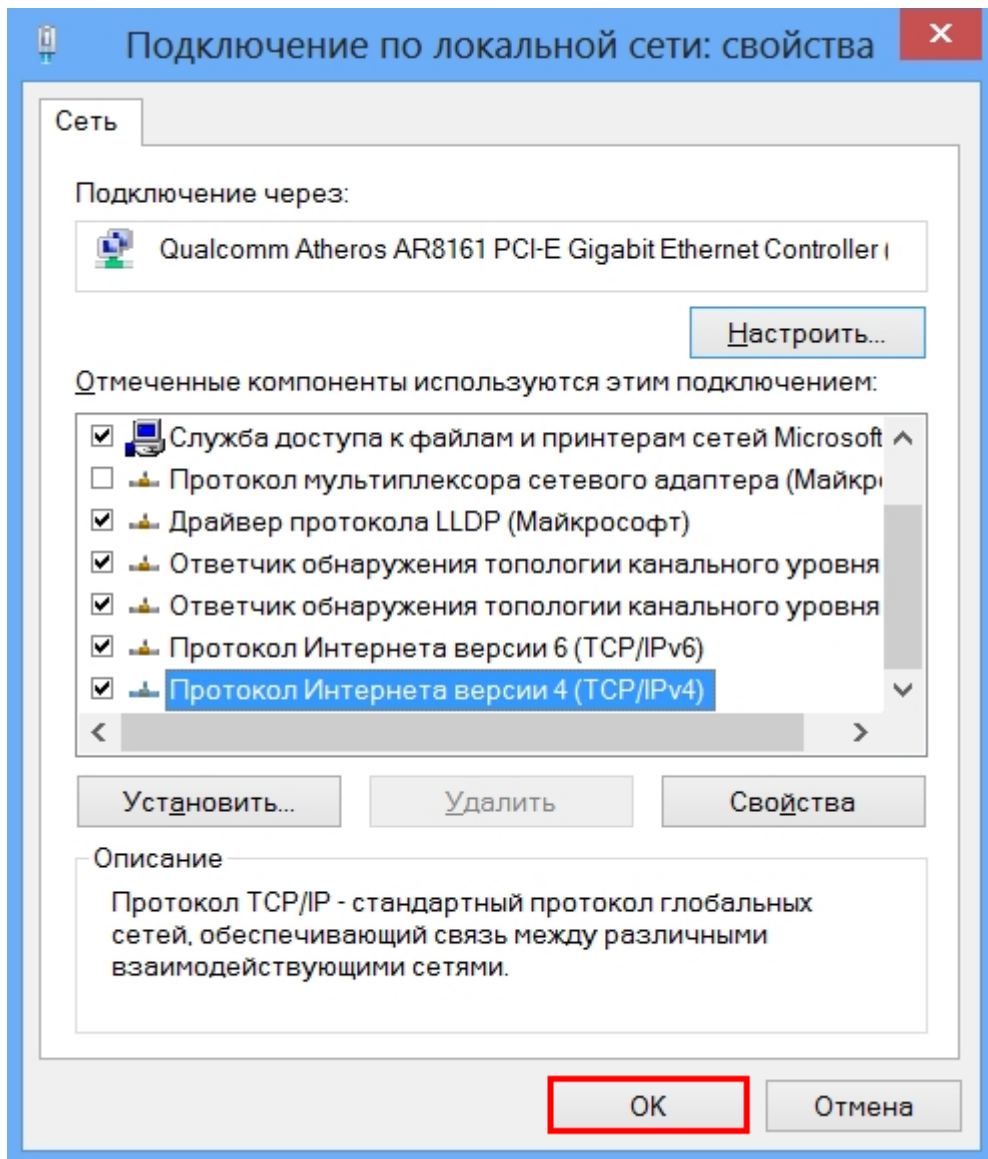 Подключение по локальной сети: свойства
Сеть
Подключение через:
Qualcomm Atheros AR8161 PCI-E Gigabit Ethernet Controller (
Настроить...
Отмеченные компоненты используются этим подключением:
Служба доступа к файлам и принтерам сетей Microsoft
Протокол мультиплексора сетевого адаптера (Майкр
Драйвер протокола LLDP (Майкрософт)
Ответчик обнаружения топологии канального уровня
Ответчик обнаружения топологии канального уровня
Протокол Интернета версии 6 (TCP/IPv6)
Протокол Интернета версии 4 (TCP/IPv4)
Установить...
Удалить
Свойства
Описание
Протокол TCP/IP - стандартный протокол глобальных
сетей, обеспечивающий связь между различными
взаимодействующими сетями.
OK
Отмена